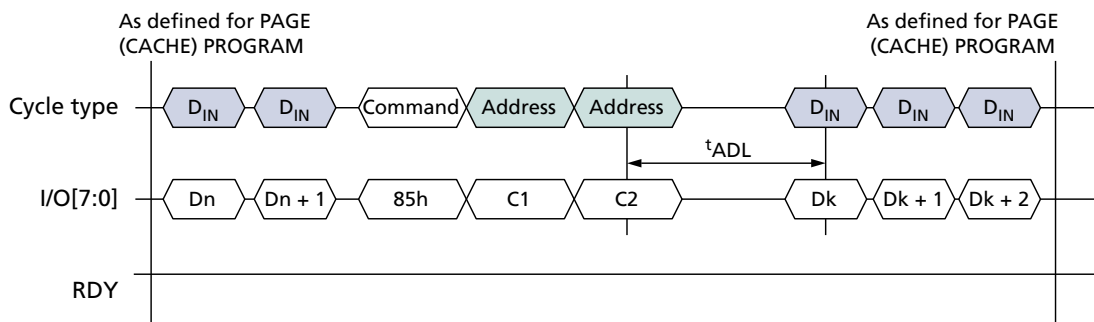 As defined for PAGE
(CACHE) PROGRAM
As defined for PAGE
(CACHE) PROGRAM
Cycle type
DIN
DIN
Command
Address
Address
DIN
DIN
DIN
tADL
I/O[7:0]
Dn
Dn + 1
85h
C1
C2
Dk
Dk + 1
Dk + 2
RDY